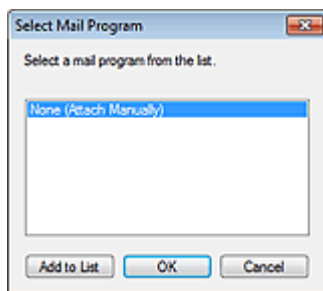 Select Mail Program
Select a mail program from the list.
None (Attach Manually)
Add to List
OK
Cancel